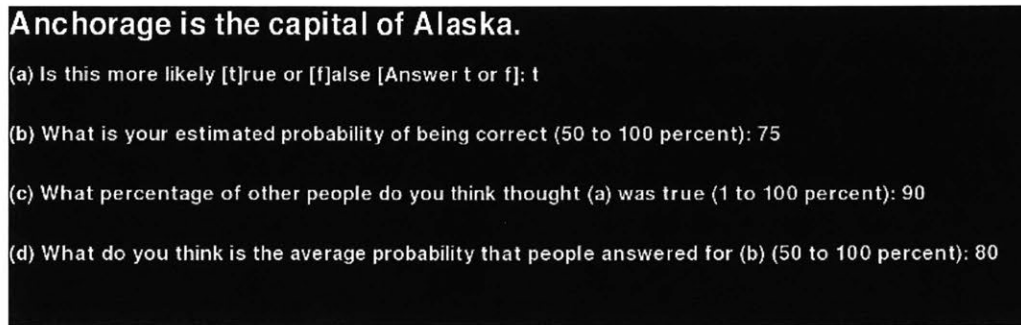 Anchorage is the capital of Alaska.
(a) Is this more likely [t]rue or [f]alse [Answer t or f]: t
(b) What is your estimated probability of being correct (50 to 100 percent): 75
(c) What percentage of other people do you think thought (a) was true (1 to 100 percent): 90
(d) What do you think is the average probability that people answered for (b) (50 to 100 percent): 80